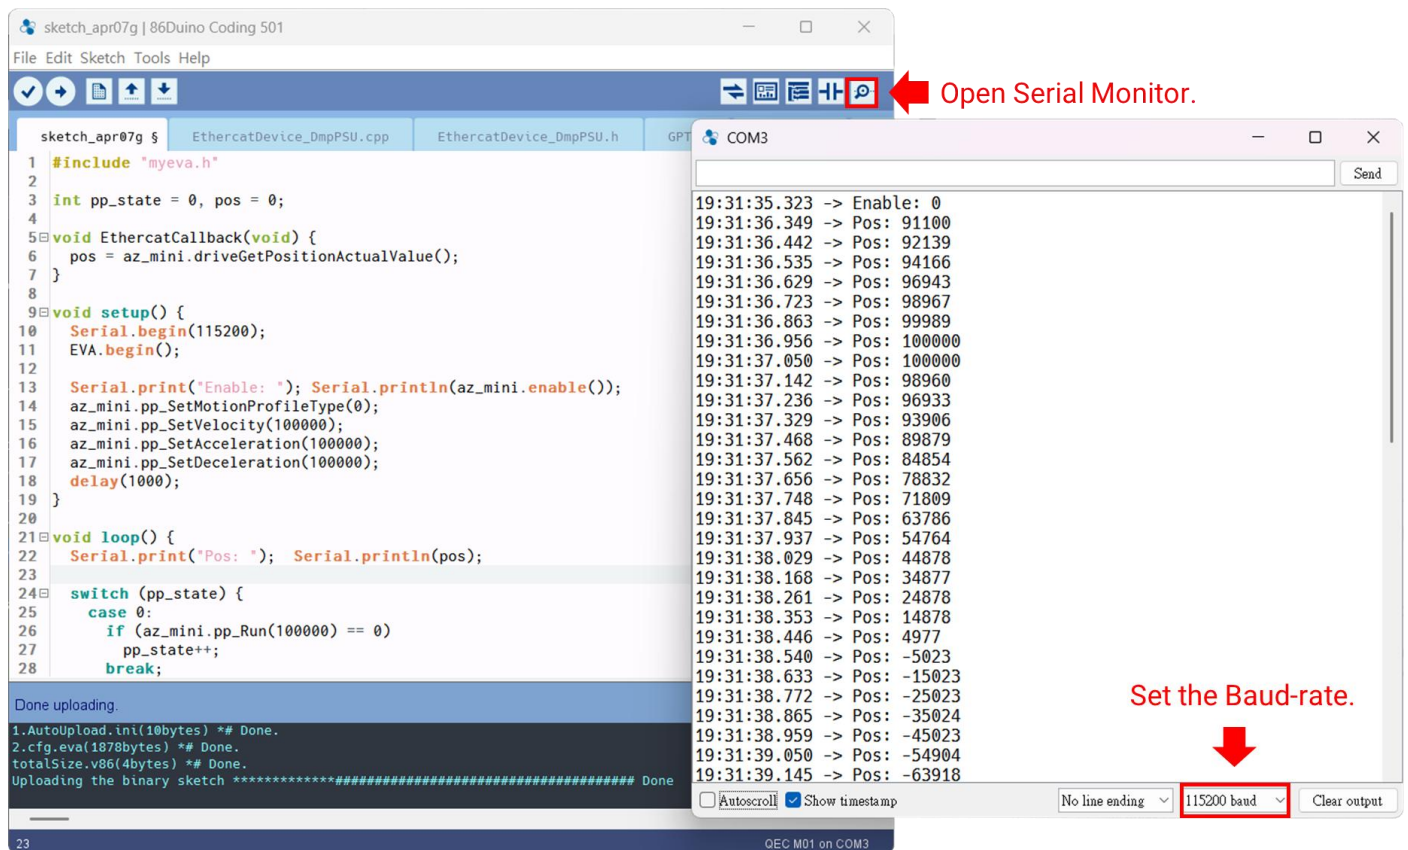 sketch_apr07g | 86Duino Coding 501
File Edit Sketch Tools Help
Open Serial Monitor.
sketch_apr07g § EthercatDevice_DmpPSU.cpp EthercatDevice_DmpPSU.h GPT
1 #include "myeva.h"
2
3 int pp_state = 0, pos = 0;
4
5 void EthercatCallback(void) {
6 pos = az_mini.driveGetPositionActualValue();
7 }
8
9 void setup() {
10 Serial.begin(115200);
11 EVA.begin();
12
13 Serial.print("Enable: "); Serial.println(az_mini.enable());
14 az_mini.pp_SetMotionProfileType(0);
15 az_mini.pp_SetVelocity(100000);
16 az_mini.pp_SetAcceleration(100000);
17 az_mini.pp_SetDeceleration(100000);
18 delay(1000);
19 }
20
21 void loop() {
22 Serial.print("Pos: "); Serial.println(pos);
23
24 switch (pp_state) {
25 case 0:
26 if (az_mini.pp_Run(100000) == 0)
27 pp_state++;
28 break;
Done uploading.
1.AutoUpload.ini(10bytes) *# Done.
2.cfg.eva(1878bytes) *# Done.
totalSize.v86(4bytes) *# Done.
Uploading the binary sketch *************###################################### Done
23
QEC M01 on COM3
COM3
Send
19:31:35.323 -> Enable: 0
19:31:36.349 -> Pos: 91100
19:31:36.442 -> Pos: 92139
19:31:36.535 -> Pos: 94166
19:31:36.629 -> Pos: 96943
19:31:36.723 -> Pos: 98967
19:31:36.863 -> Pos: 99989
19:31:36.956 -> Pos: 100000
19:31:37.050 -> Pos: 100000
19:31:37.142 -> Pos: 98960
19:31:37.236 -> Pos: 96933
19:31:37.329 -> Pos: 93906
19:31:37.468 -> Pos: 89879
19:31:37.562 -> Pos: 84854
19:31:37.656 -> Pos: 78832
19:31:37.748 -> Pos: 71809
19:31:37.845 -> Pos: 63786
19:31:37.937 -> Pos: 54764
19:31:38.029 -> Pos: 44878
19:31:38.168 -> Pos: 34877
19:31:38.261 -> Pos: 24878
19:31:38.353 -> Pos: 14878
19:31:38.446 -> Pos: 4977
19:31:38.540 -> Pos: -5023
19:31:38.633 -> Pos: -15023
19:31:38.772 -> Pos: -25023
19:31:38.865 -> Pos: -35024
19:31:38.959 -> Pos: -45023
19:31:39.050 -> Pos: -54904
19:31:39.145 -> Pos: -63918
Set the Baud-rate.
Autoscroll Show timestamp No line ending 115200 baud Clear output